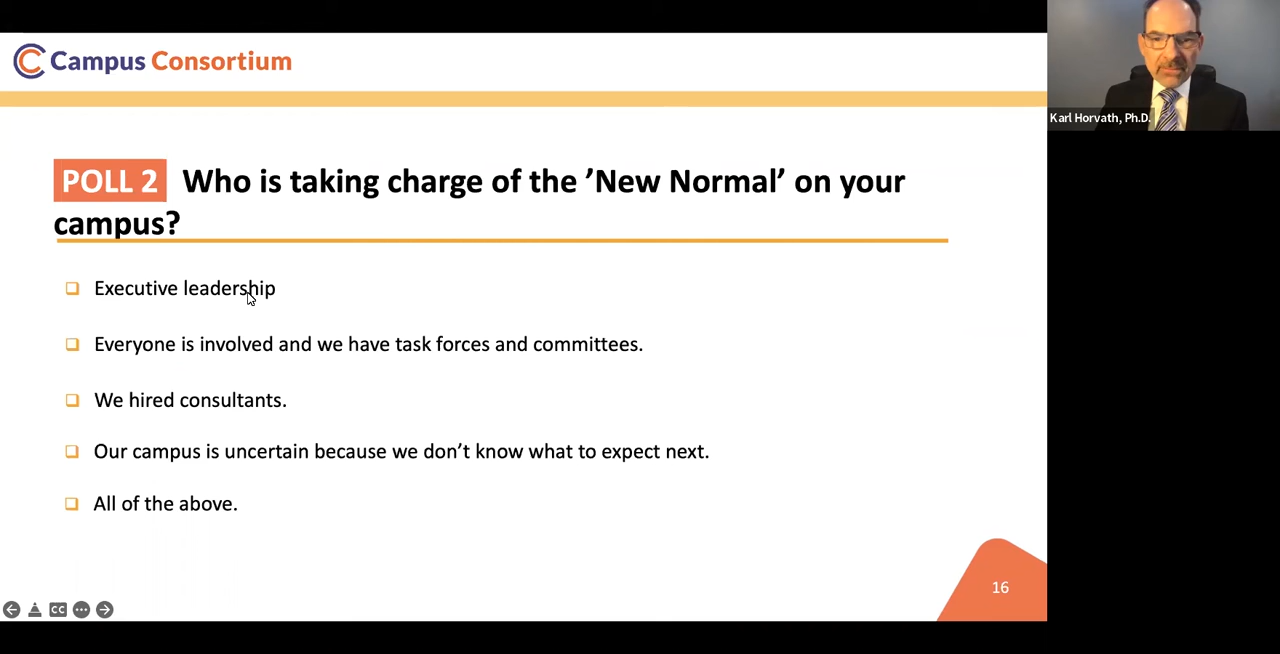 Campus Consortium
Karl Horvath, Ph.D.
POLL 2 Who is taking charge of the ’New Normal’ on your
campus?
Executive leadership
Everyone is involved and we have task forces and committees.
We hired consultants.
Our campus is uncertain because we don’t know what to expect next.
All of the above.
16
CC